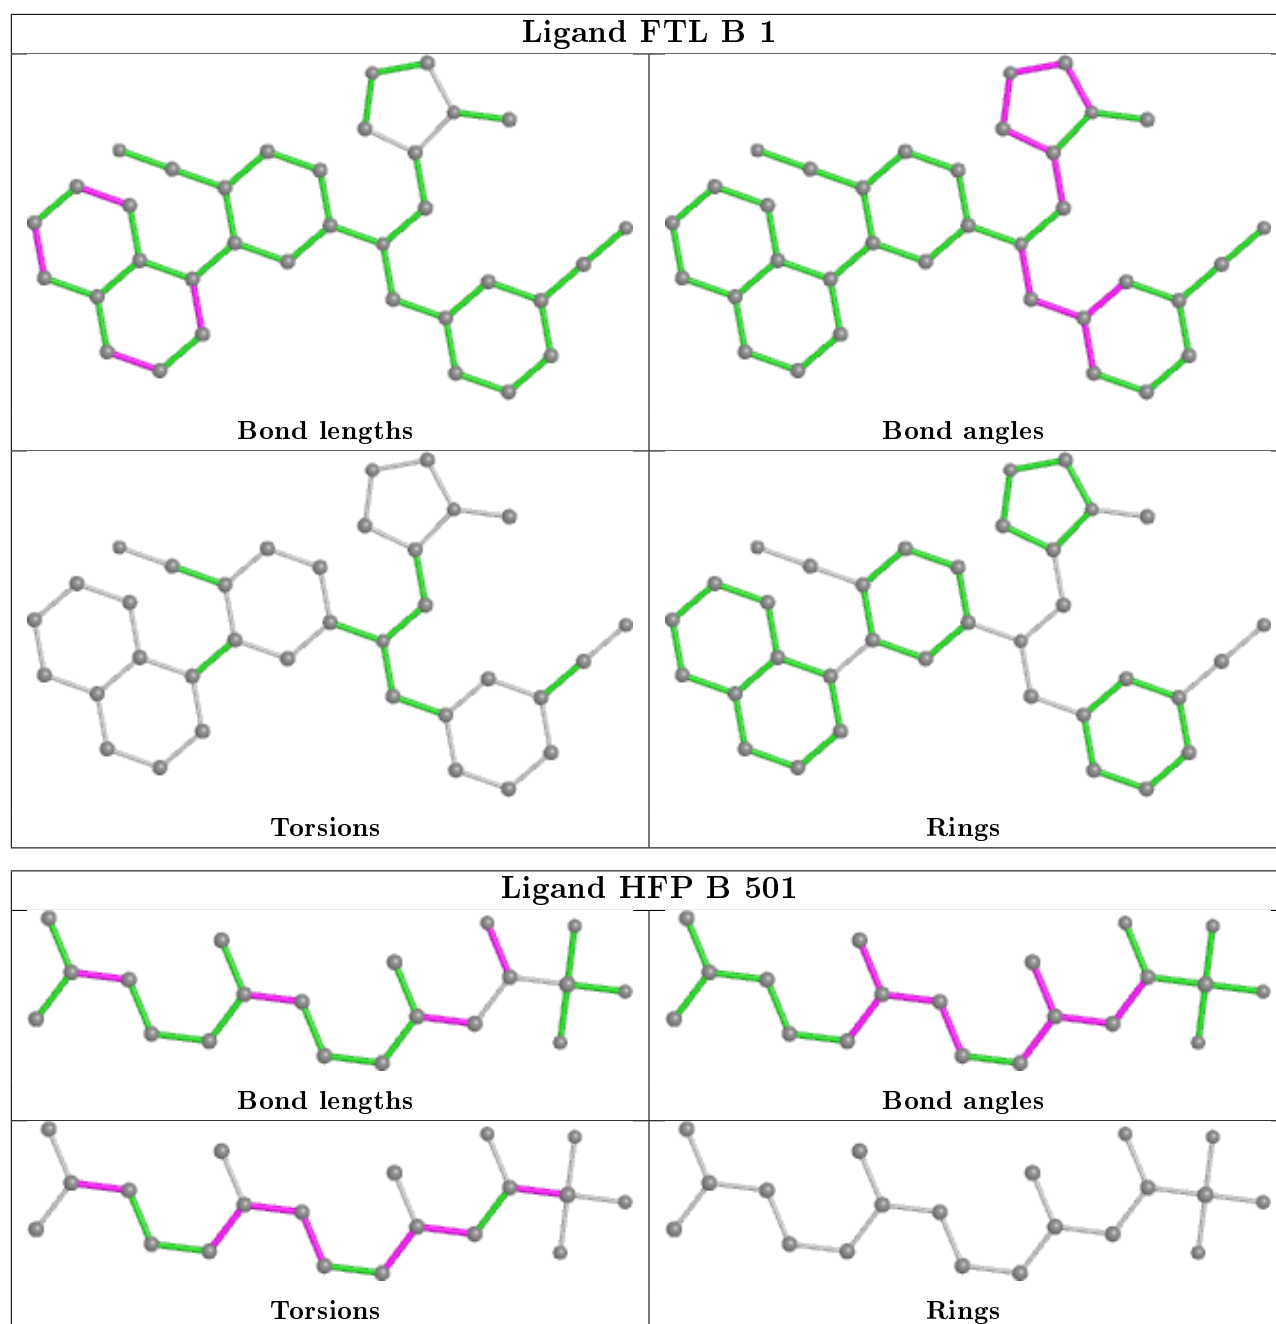 Ligand FTL B 1
Bond lengths
Bond angles
Torsions
Rings
Ligand HFP B 501
Bond lengths
Bond angles
Torsions
Rings